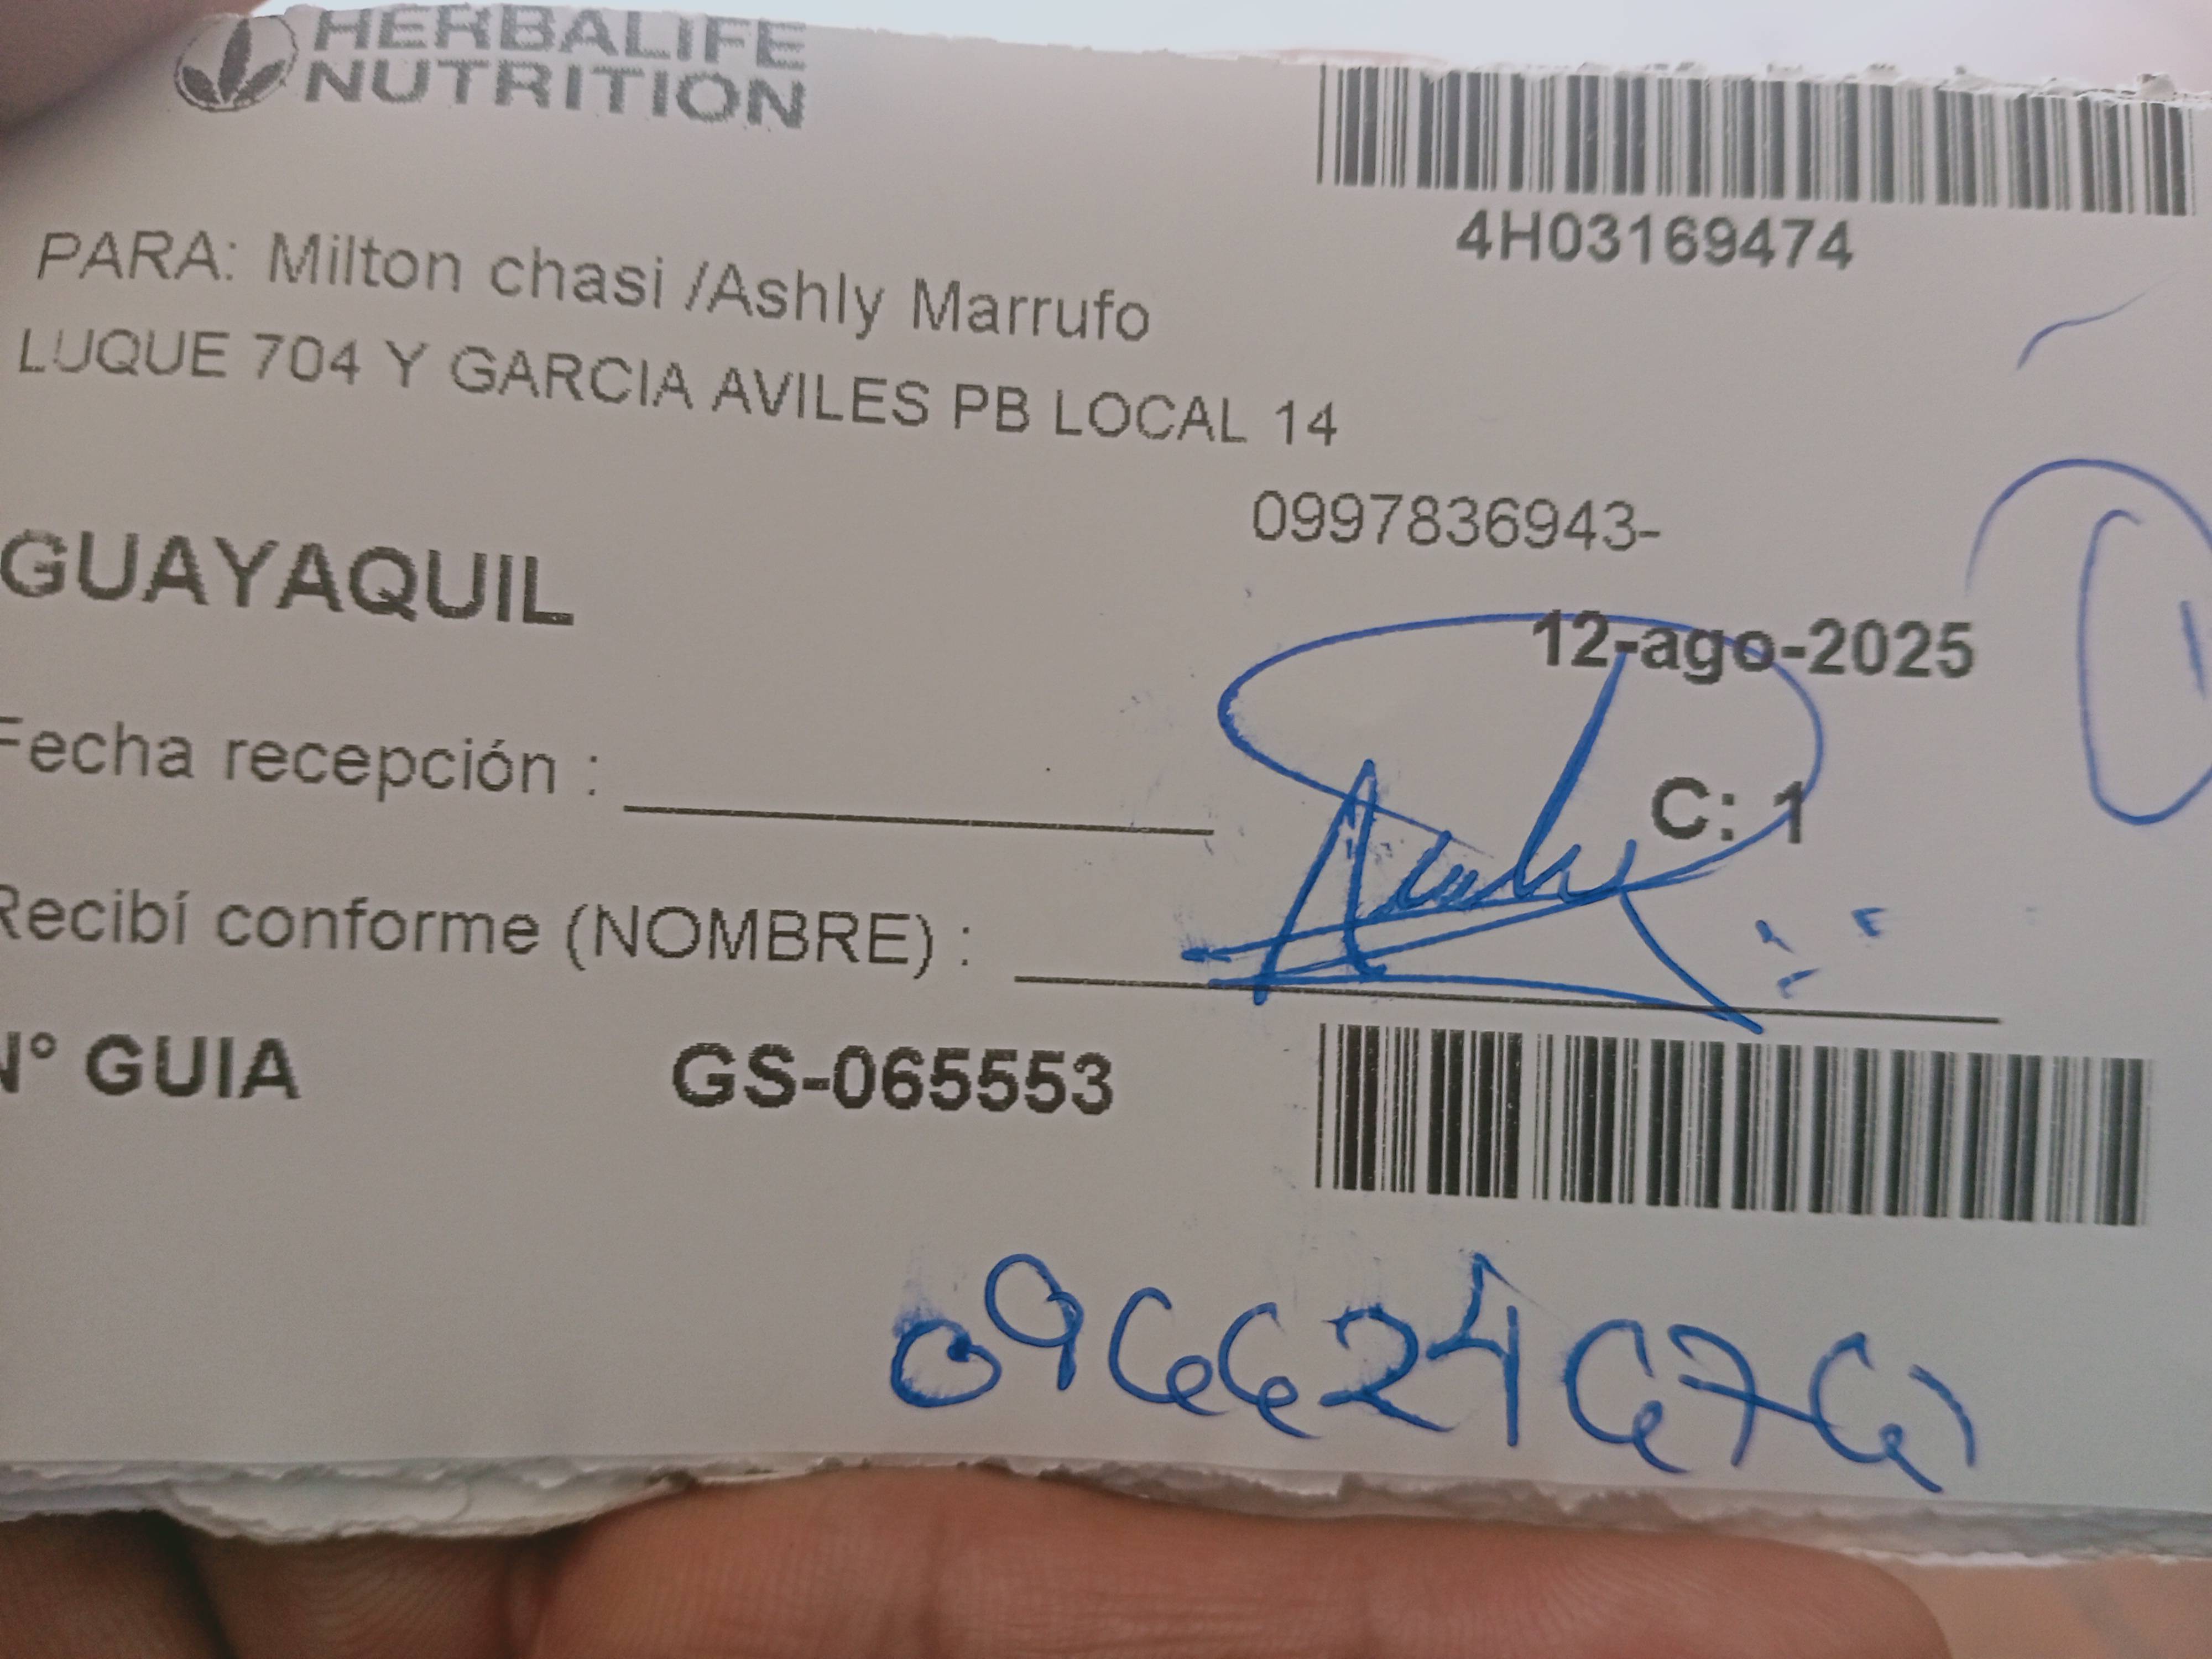 HERBALIFE
NUTRITION
4H03169474
PARA: Milton chasi /Ashly Marrufo
LUQUE 704 Y GARCIA AVILES PB LOCAL 14
0997836943-
GUAYAQUIL
12-ago-2025
Fecha recepción :
C: 1
Recibí conforme (NOMBRE) :
N° GUIA GS-065553
0966246761